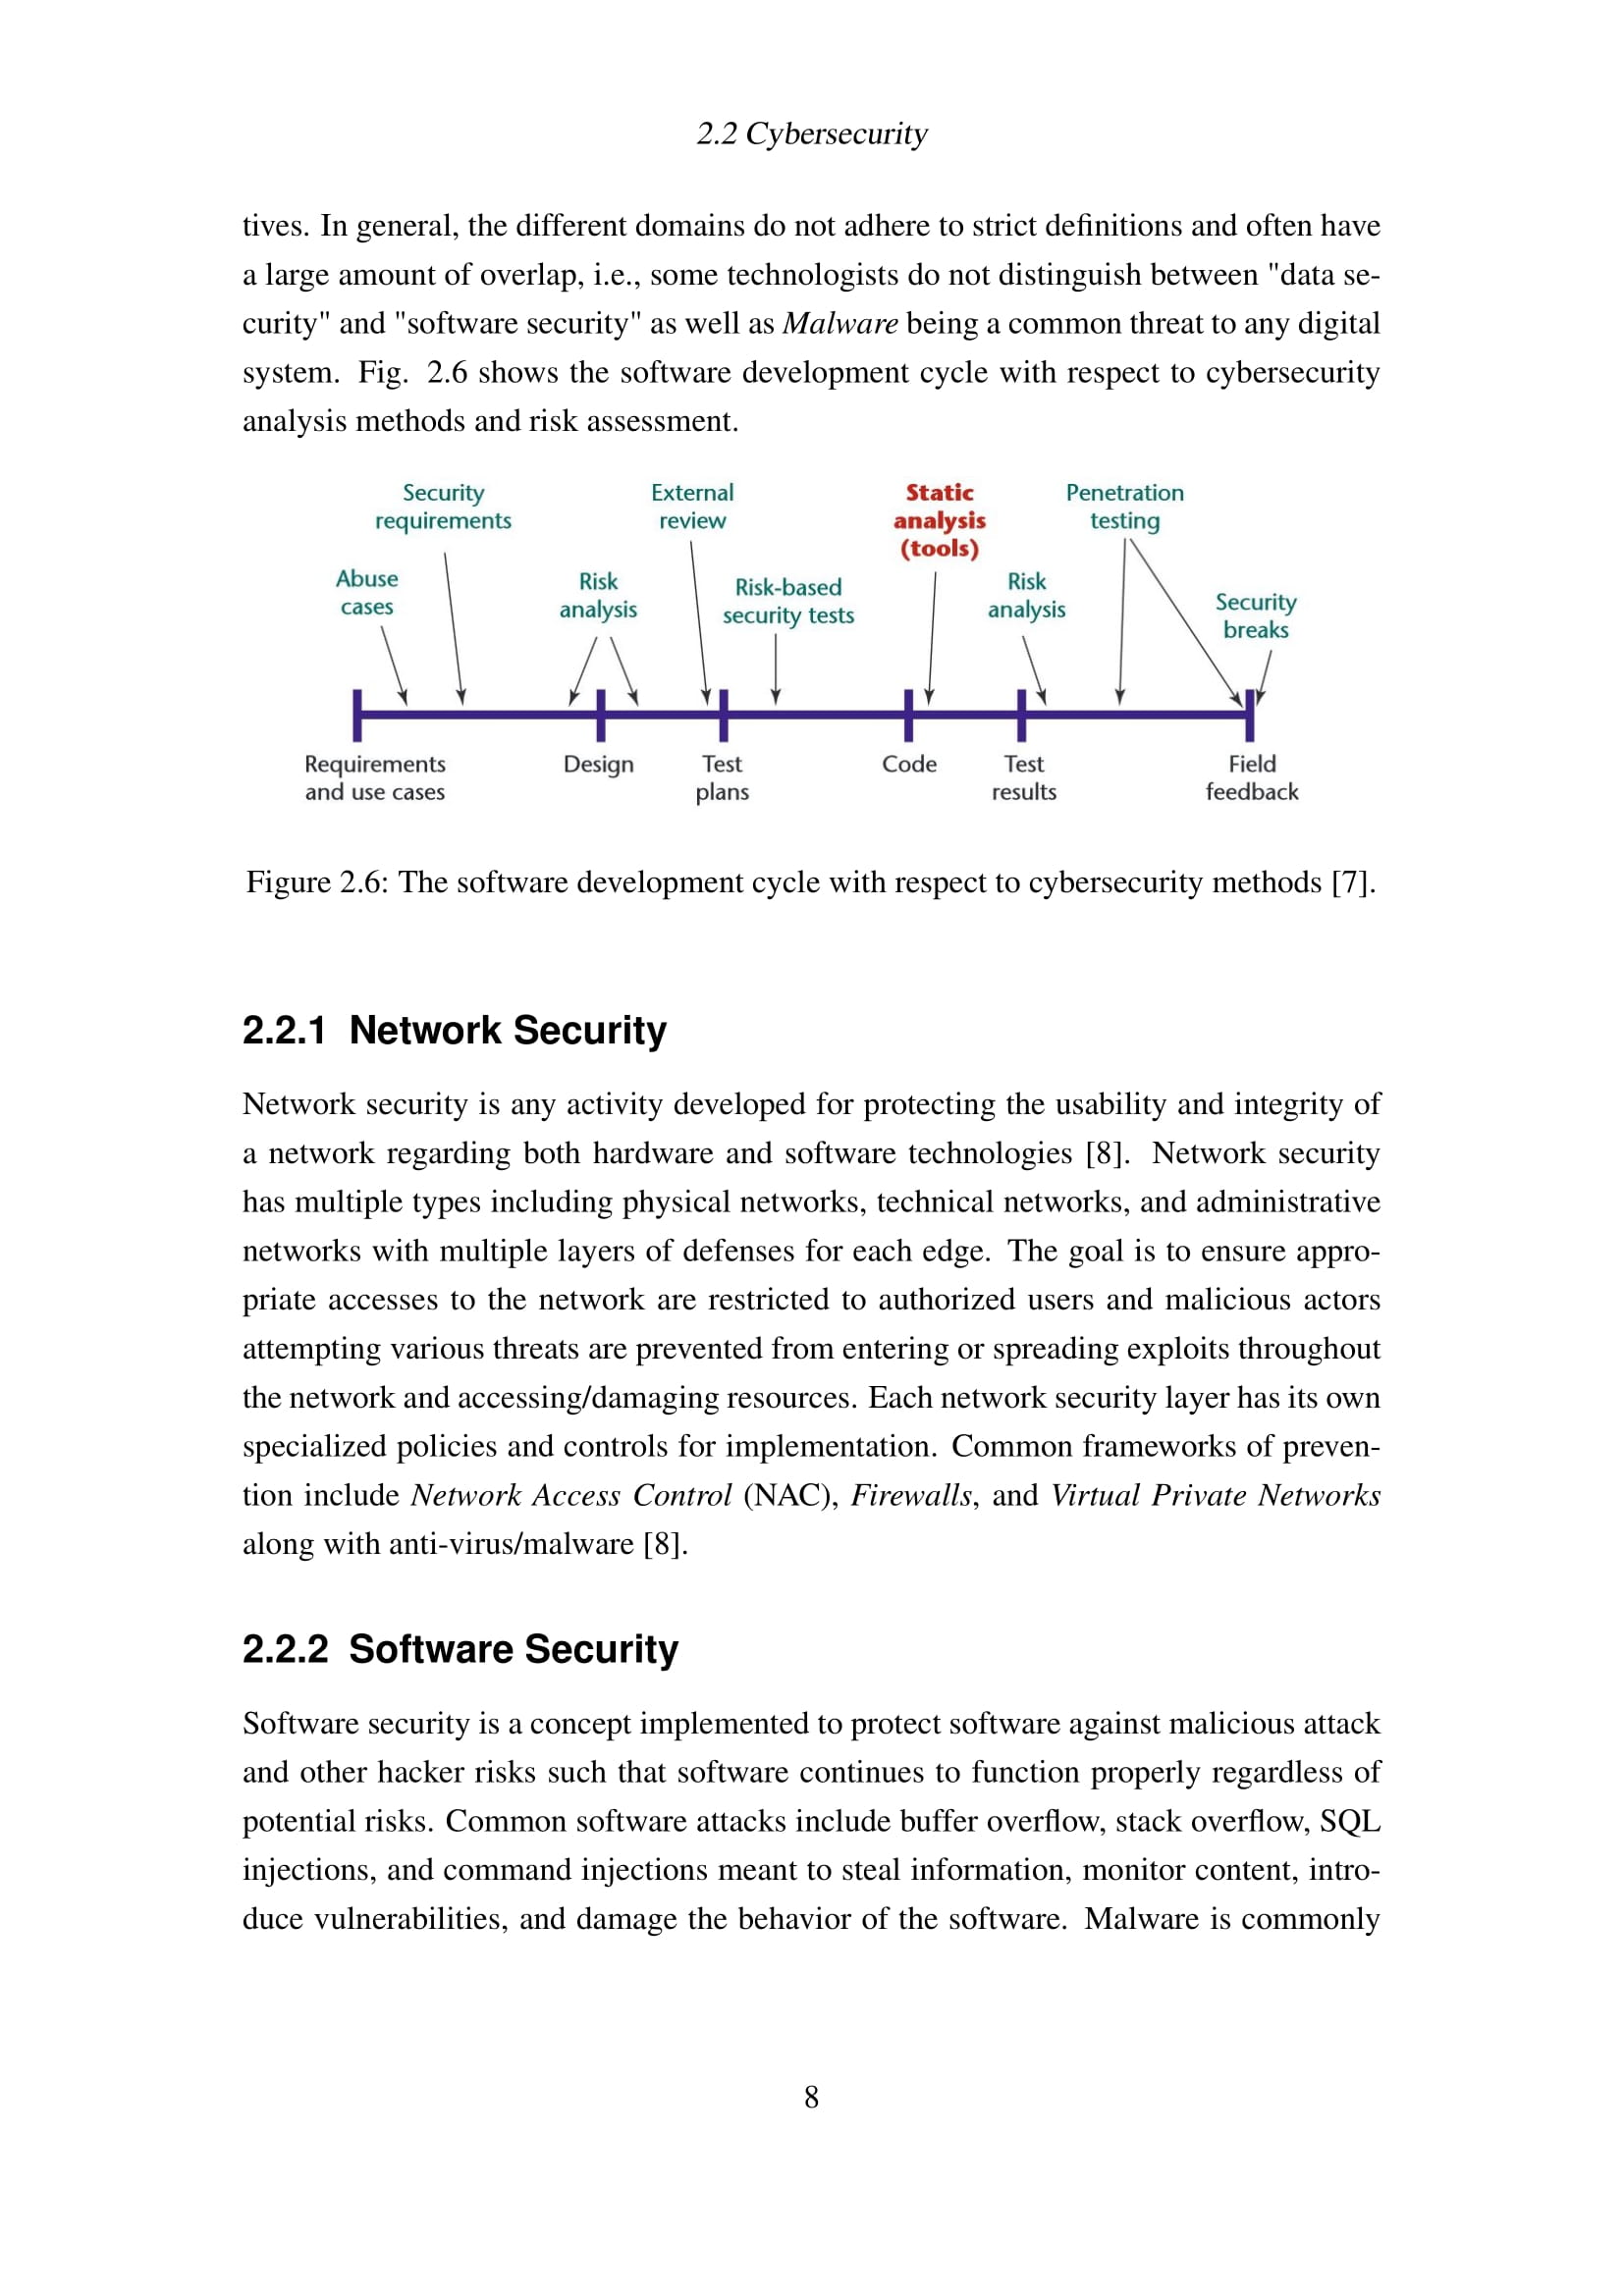 2.2 Cybersecurity
tives. In general, the different domains do not adhere to strict definitions and often have
a large amount of overlap, i.e., some technologists do not distinguish between "data se-
curity" and "software security" as well as Malware being a common threat to any digital
system. Fig. 2.6 shows the software development cycle with respect to cybersecurity
analysis methods and risk assessment.
Security
requirements
External
review
Static
analysis
(tools)
Penetration
testing
Abuse
cases
Risk
analysis
Risk-based
security tests
Risk
analysis
Security
breaks
Requirements
and use cases
Design
Test
plans
Code
Test
results
Field
feedback
Figure 2.6: The software development cycle with respect to cybersecurity methods [7].
2.2.1 Network Security
Network security is any activity developed for protecting the usability and integrity of
a network regarding both hardware and software technologies [8]. Network security
has multiple types including physical networks, technical networks, and administrative
networks with multiple layers of defenses for each edge. The goal is to ensure appro-
priate accesses to the network are restricted to authorized users and malicious actors
attempting various threats are prevented from entering or spreading exploits throughout
the network and accessing/damaging resources. Each network security layer has its own
specialized policies and controls for implementation. Common frameworks of preven-
tion include Network Access Control (NAC), Firewalls, and Virtual Private Networks
along with anti-virus/malware [8].
2.2.2 Software Security
Software security is a concept implemented to protect software against malicious attack
and other hacker risks such that software continues to function properly regardless of
potential risks. Common software attacks include buffer overflow, stack overflow, SQL
injections, and command injections meant to steal information, monitor content, intro-
duce vulnerabilities, and damage the behavior of the software. Malware is commonly
8